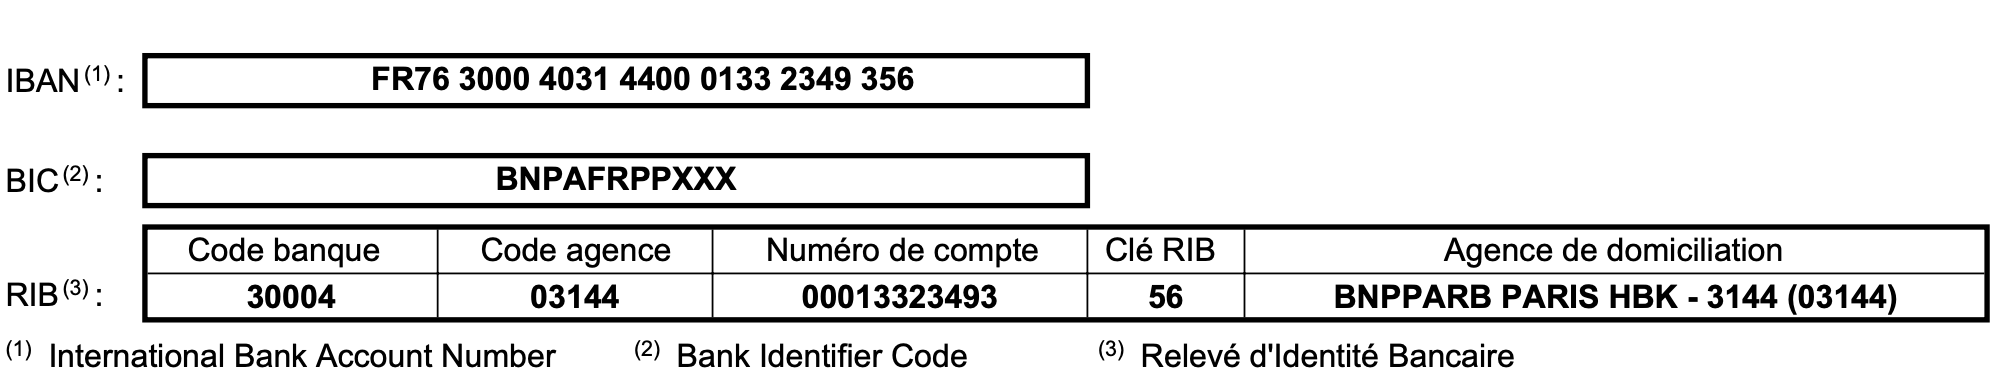 IBAN (1) : FR76 3000 4031 4400 0133 2349 356
BIC (2) : BNPAFRPPXXX
Code banque Code agence Numéro de compte Clé RIB Agence de domiciliation
RIB (3) : 30004 03144 00013323493 56 BNPPARB PARIS HBK - 3144 (03144)
(1) International Bank Account Number (2) Bank Identifier Code (3) Relevé d'Identité Bancaire